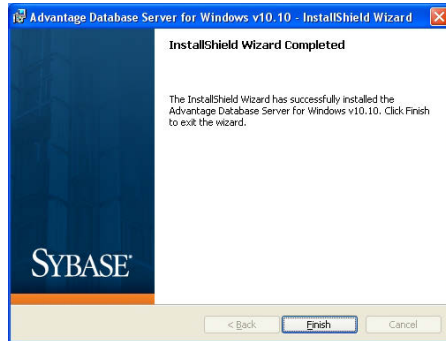 Advantage Database Server for Windows v10.10 - InstallShield Wizard
InstallShield Wizard Completed
The InstallShield Wizard has successfully installed the
Advantage Database Server for Windows v10.10. Click Finish
to exit the wizard.
SYBASE®
< Back
Finish
Cancel